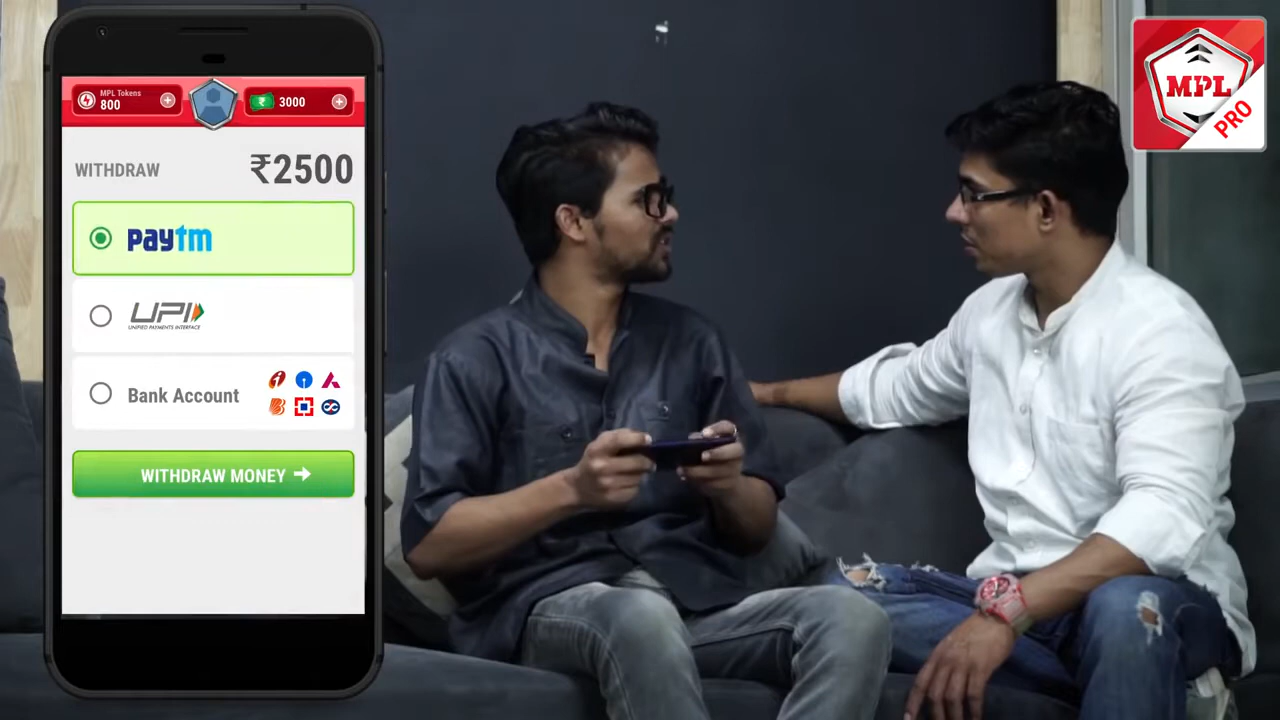 MPL Tokens
800
3000
WITHDRAW
₹2500
paytm
UPI
UNIFIED PAYMENTS INTERFACE
Bank Account
WITHDRAW MONEY
MPL
PRO